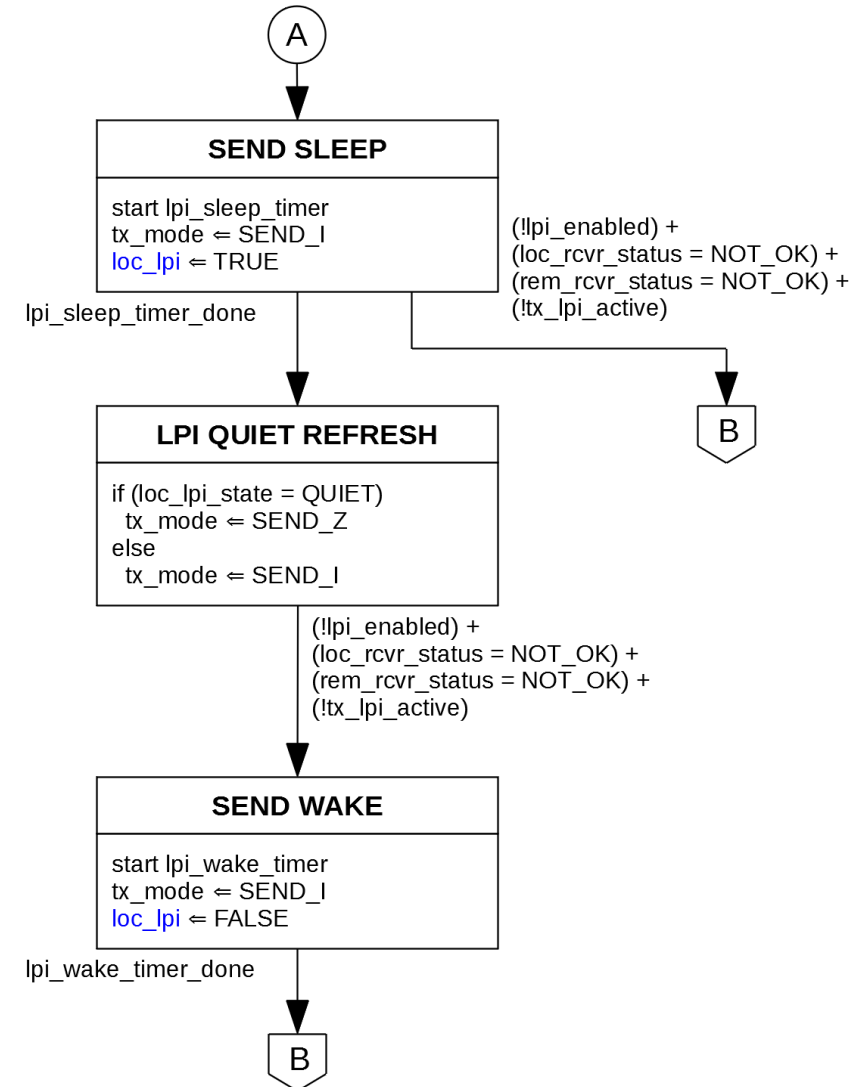 A
SEND SLEEP
start lpi_sleep_timer
tx_mode ⇐ SEND_I
loc_lpi ⇐ TRUE
(!lpi_enabled) +
(loc_rcvr_status = NOT_OK) +
(rem_rcvr_status = NOT_OK) +
(!tx_lpi_active)
lpi_sleep_timer_done
B
LPI QUIET REFRESH
if (loc_lpi_state = QUIET)
tx_mode ⇐ SEND_Z
else
tx_mode ⇐ SEND_I
(!lpi_enabled) +
(loc_rcvr_status = NOT_OK) +
(rem_rcvr_status = NOT_OK) +
(!tx_lpi_active)
SEND WAKE
start lpi_wake_timer
tx_mode ⇐ SEND_I
loc_lpi ⇐ FALSE
lpi_wake_timer_done
B